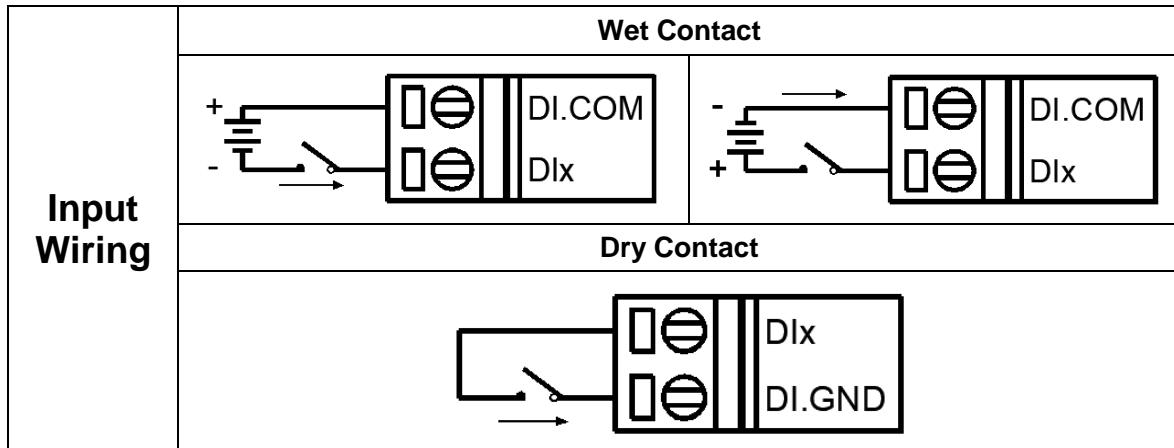 Input
Wiring
Wet Contact
+
-
DI.COM
DIx
-
+
DI.COM
DIx
Dry Contact
DIx
DI.GND